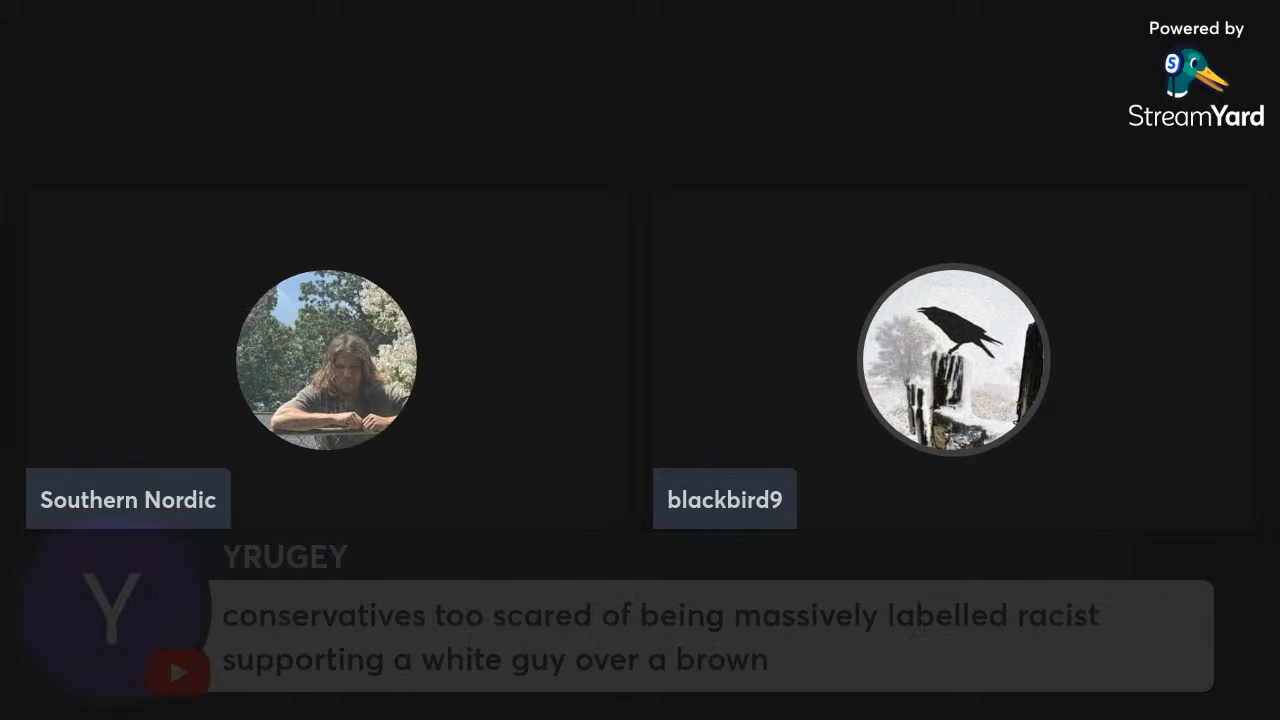 Powered by
S
StreamYard
Southern Nordic
blackbird9
YRUGEY
Y
conservatives too scared of being massively labelled racist
supporting a white guy over a brown